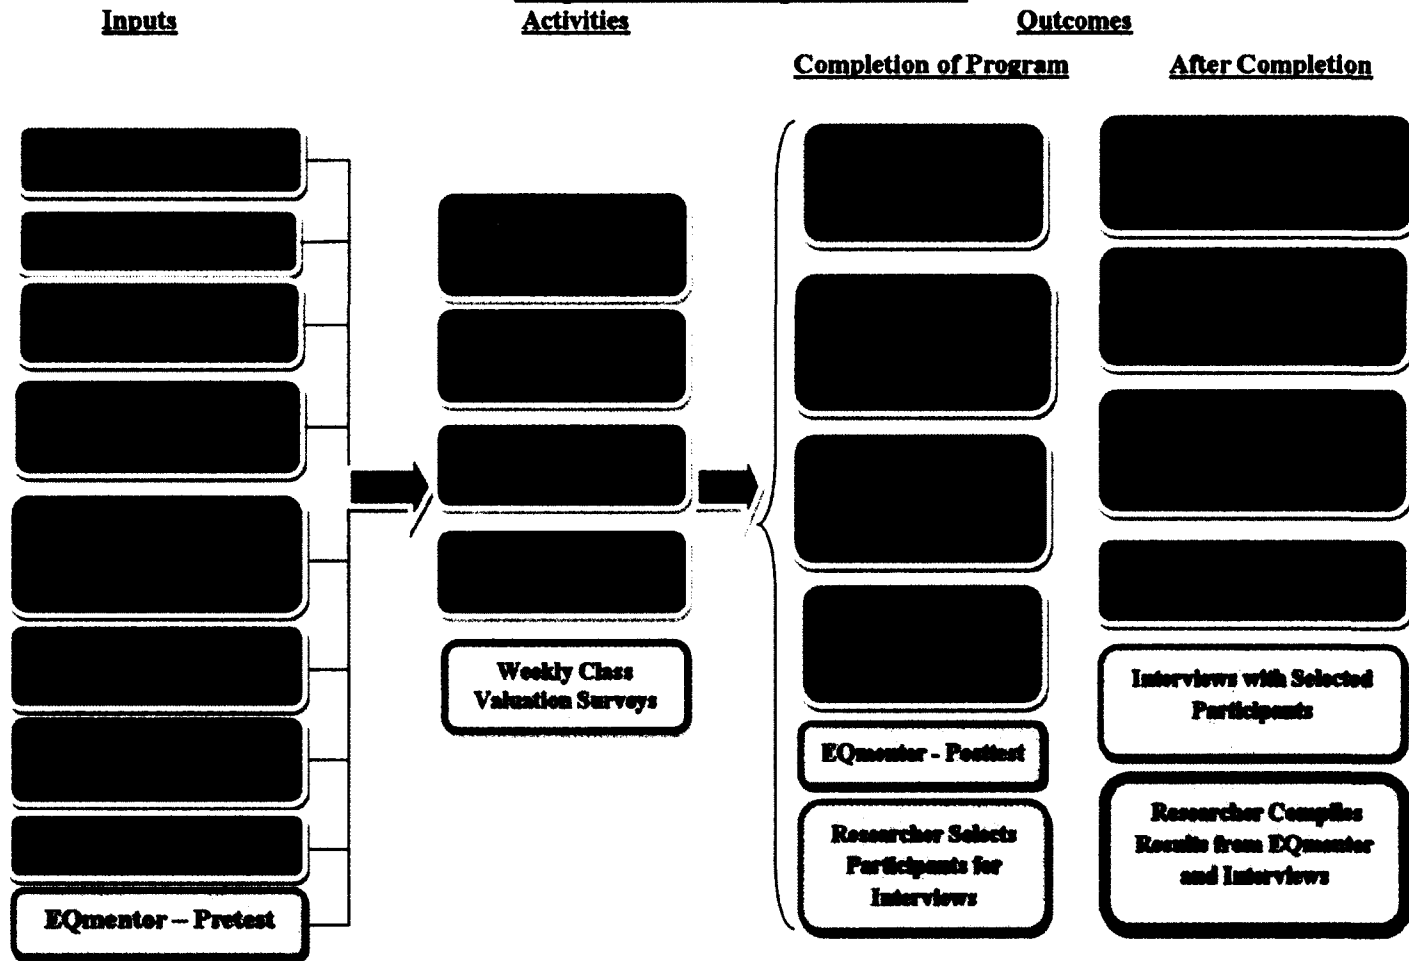 Inputs
Activities
Outcomes
Completion of Program
After Completion
EQmentor – Pretest
Weekly Class
Valuation Surveys
EQmentor - Posttest
Researcher Selects
Participants for
Interviews
Interviews with Selected
Participants
Researcher Compiles
Results from EQmentor
and Interviews